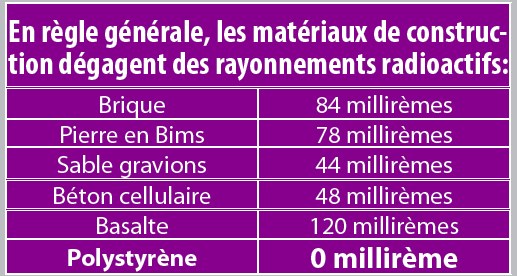 En règle générale, les matériaux de construc-
tion dégagent des rayonnements radioactifs:
Brique 84 millirèmes
Pierre en Bims 78 millirèmes
Sable gravions 44 millirèmes
Béton cellulaire 48 millirèmes
Basalte 120 millirèmes
Polystyrène 0 millirème